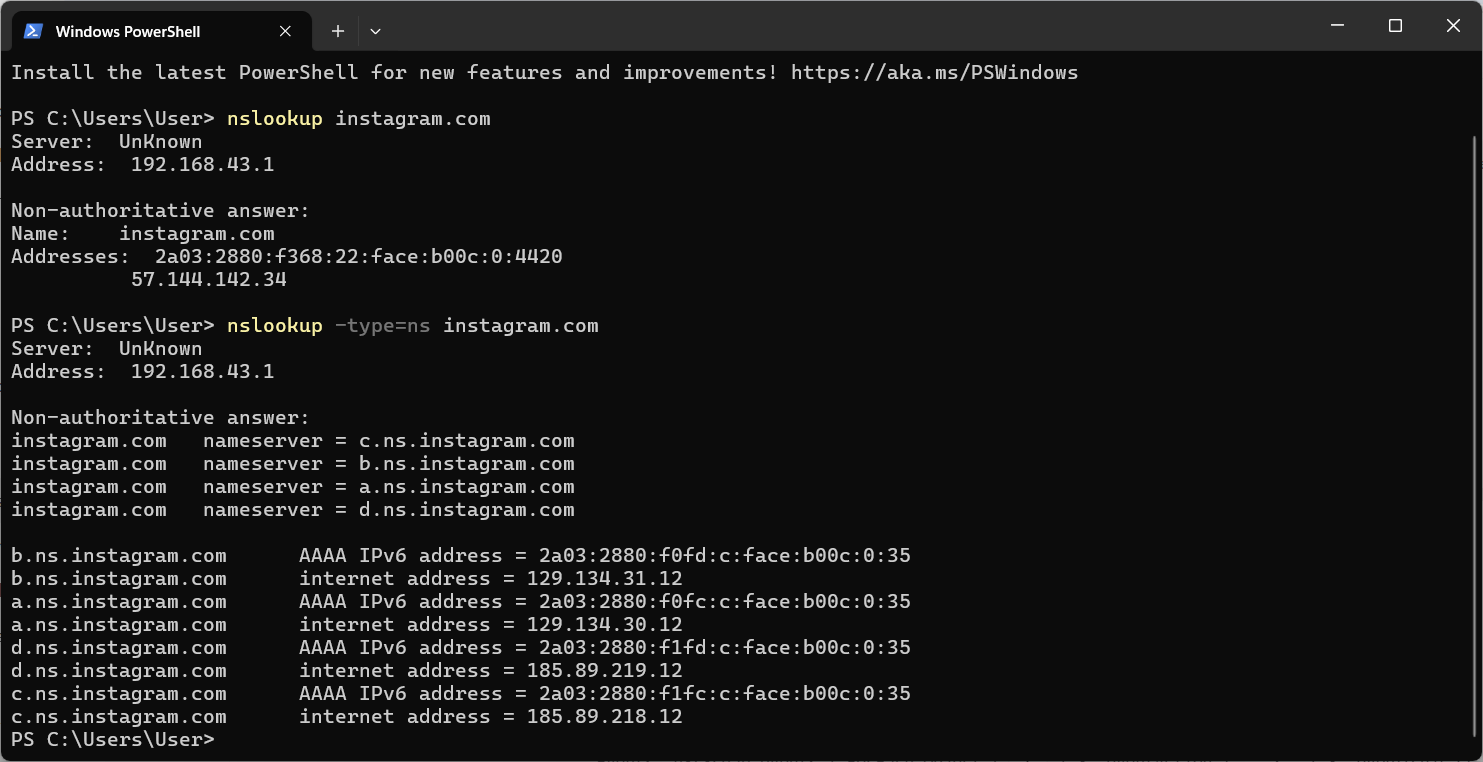 Windows PowerShell
Install the latest PowerShell for new features and improvements! https://aka.ms/PSWindows
PS C:\Users\User> nslookup instagram.com
Server:  UnKnown
Address:  192.168.43.1
Non-authoritative answer:
Name:    instagram.com
Addresses:  2a03:2880:f368:22:face:b00c:0:4420
          57.144.142.34
PS C:\Users\User> nslookup -type=ns instagram.com
Server:  UnKnown
Address:  192.168.43.1
Non-authoritative answer:
instagram.com   nameserver = c.ns.instagram.com
instagram.com   nameserver = b.ns.instagram.com
instagram.com   nameserver = a.ns.instagram.com
instagram.com   nameserver = d.ns.instagram.com
b.ns.instagram.com      AAAA IPv6 address = 2a03:2880:f0fd:c:face:b00c:0:35
b.ns.instagram.com      internet address = 129.134.31.12
a.ns.instagram.com      AAAA IPv6 address = 2a03:2880:f0fc:c:face:b00c:0:35
a.ns.instagram.com      internet address = 129.134.30.12
d.ns.instagram.com      AAAA IPv6 address = 2a03:2880:f1fd:c:face:b00c:0:35
d.ns.instagram.com      internet address = 185.89.219.12
c.ns.instagram.com      AAAA IPv6 address = 2a03:2880:f1fc:c:face:b00c:0:35
c.ns.instagram.com      internet address = 185.89.218.12
PS C:\Users\User>